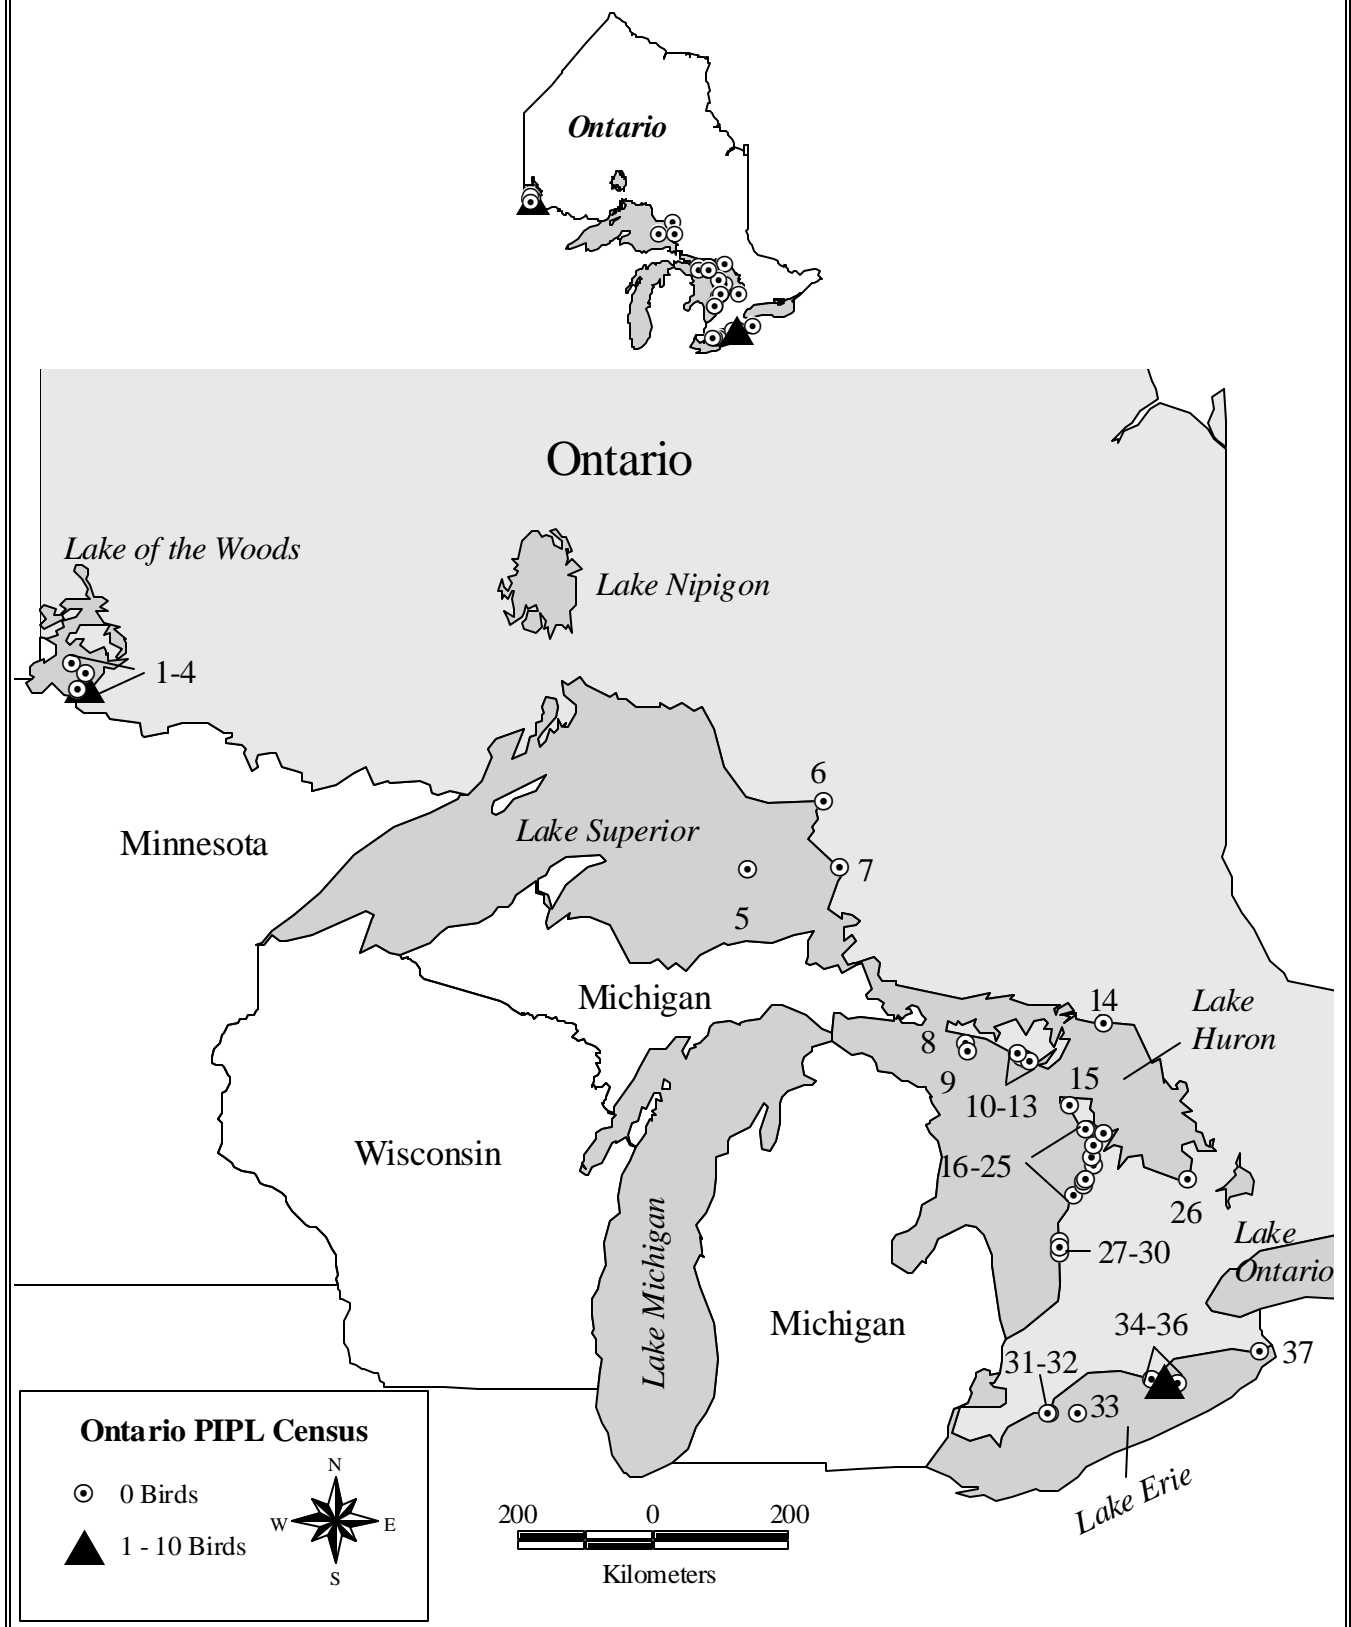 Ontario
Ontario
Lake of the Woods
Lake Nipigon
1-4
6
Minnesota
Lake Superior
7
5
Michigan
14
Lake
Huron
8
9
15
10-13
Wisconsin
16-25
26
Lake
Ontario
27-30
Lake Michigan
Michigan
34-36
37
31-32
33
Lake Erie
Ontario PIPL Census
N
0 Birds
W
E
1 - 10 Birds
S
200 0 200
Kilometers